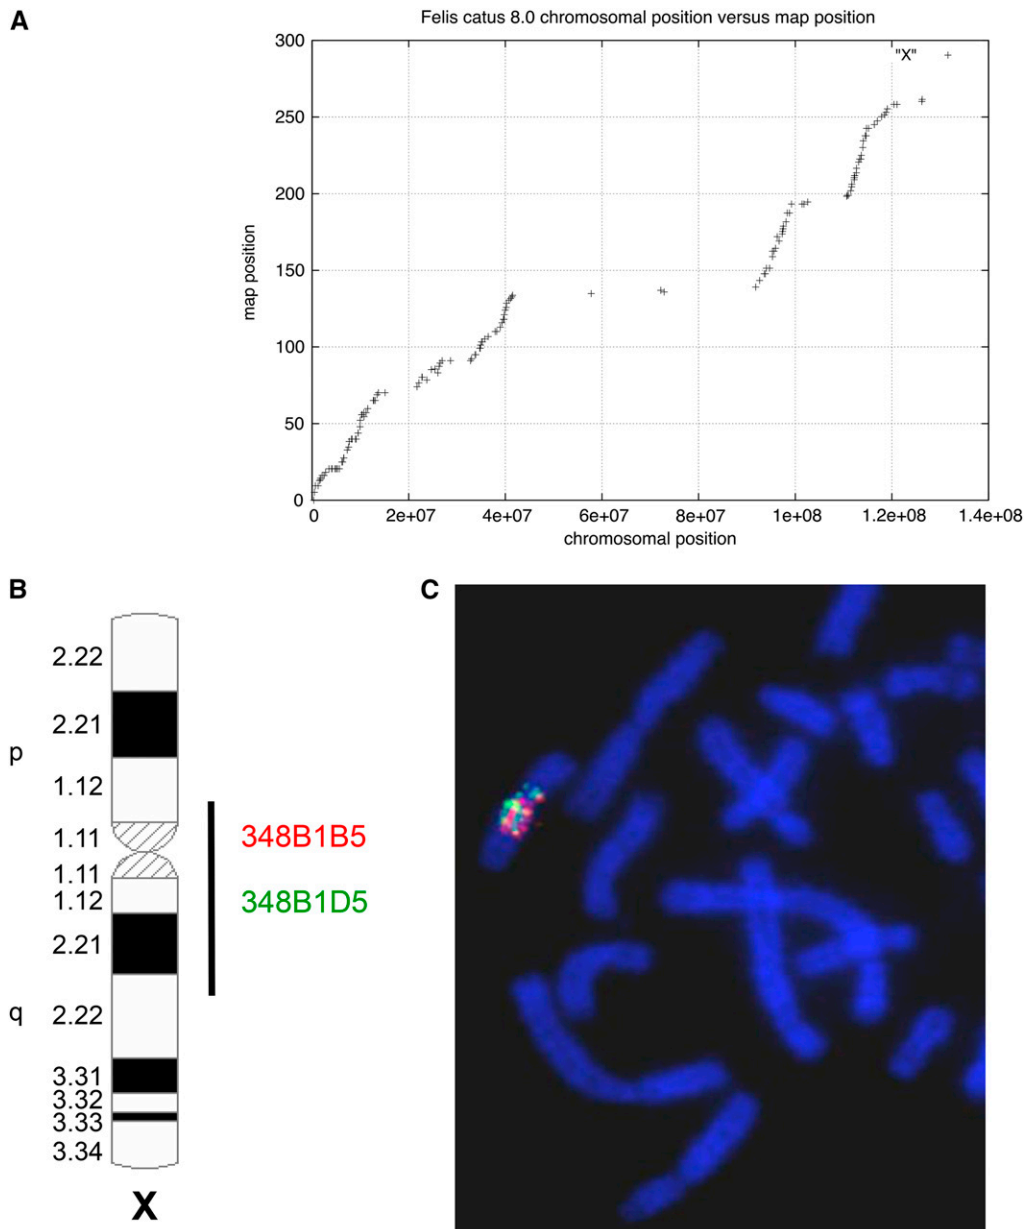 A
Felis catus 8.0 chromosomal position versus map position
300
"X"
250
200
150
100
50
0
map position
0 2e+07 4e+07 6e+07 8e+07 1e+08 1.2e+08 1.4e+08
chromosomal position
B
2.22
2.21
p
1.12
1.11
348B1B5
1.11
1.12
348B1D5
2.21
q
2.22
3.31
3.32
3.33
3.34
X
C